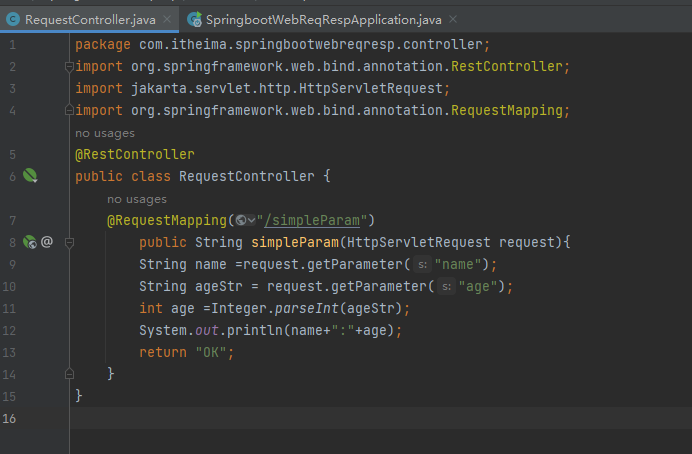 RequestController.java × SpringbootWebReqRespApplication.java ×
1 package com.itheima.springbootwebreqresp.controller;
2 import org.springframework.web.bind.annotation.RestController;
3 import jakarta.servlet.http.HttpServletRequest;
4 import org.springframework.web.bind.annotation.RequestMapping;
no usages
5 @RestController
6 public class RequestController {
no usages
7 @RequestMapping("/simpleParam")
8 @ public String simpleParam(HttpServletRequest request){
9 String name =request.getParameter( s: "name");
10 String ageStr = request.getParameter( s: "age");
11 int age =Integer.parseInt(ageStr);
12 System.out.println(name+":"+age);
13 return "OK";
14 }
15 }
16